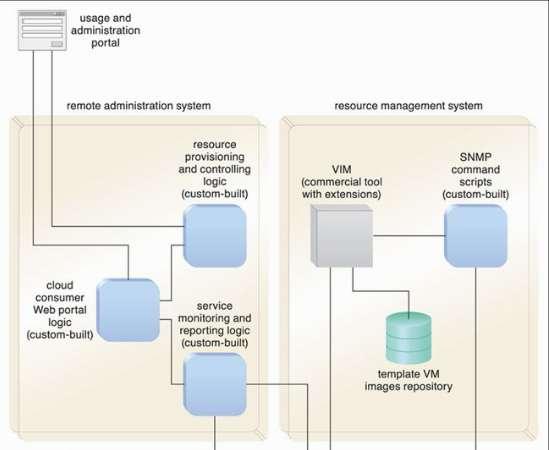 usage and
administration
portal
remote administration system
resource management system
resource
provisioning
and controlling
logic
(custom-built)
VIM
(commercial tool
with extensions)
SNMP
command
scripts
(custom-built)
cloud
consumer
Web portal
logic
(custom-built)
service
monitoring and
reporting logic
(custom-built)
template VM
images repository